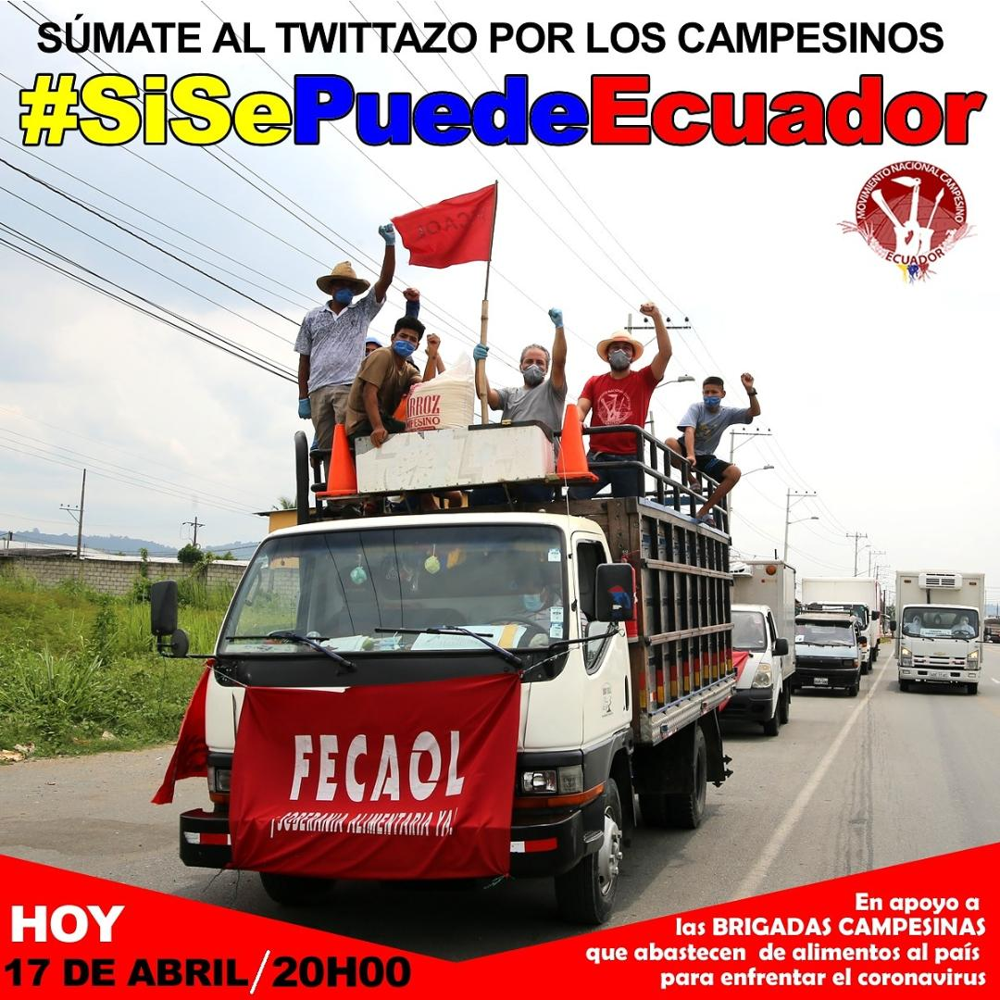 SÚMATE AL TWITTAZO POR LOS CAMPESINOS
#SiSePuedeEcuador
MOVIMIENTO NACIONAL CAMPESINO
ECUADOR
FECAOL
ARROZ
CAMPESINO
FECAOL
¡SOBERANIA ALIMENTARIA YA!
HOY
17 DE ABRIL/20H00
En apoyo a
las BRIGADAS CAMPESINAS
que abastecen de alimentos al país
para enfrentar el coronavirus